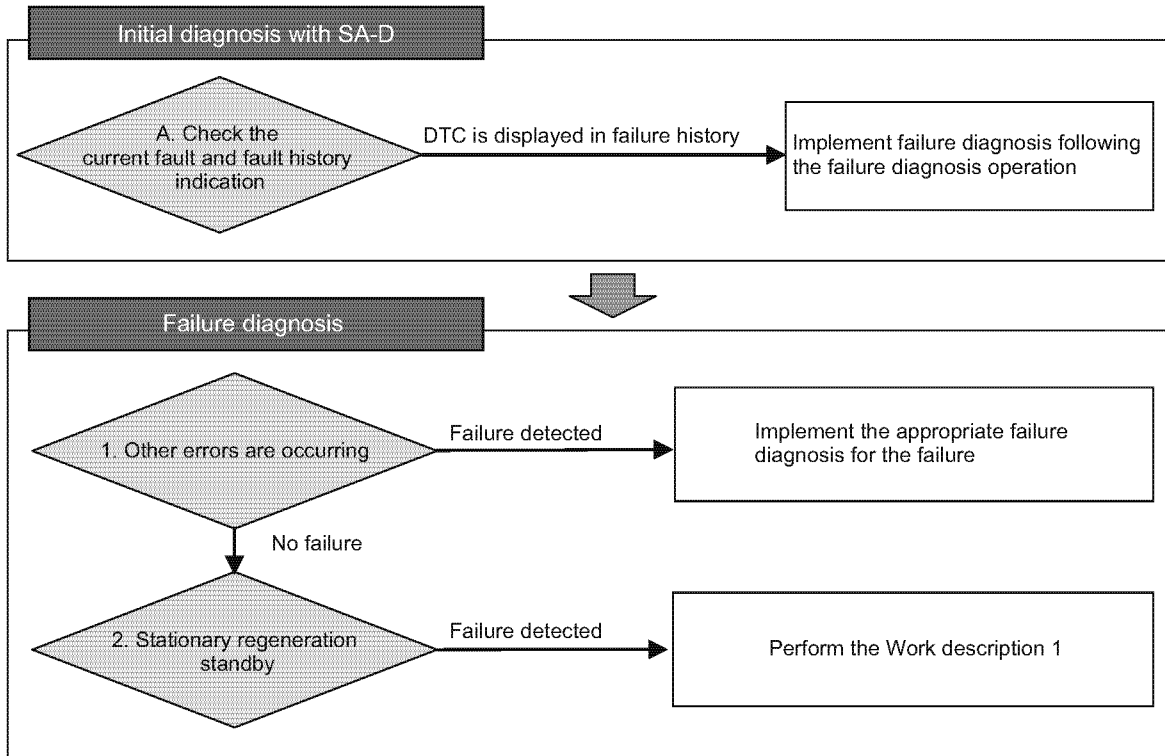 Initial diagnosis with SA-D
A. Check the
current fault and fault history
indication
DTC is displayed in failure history
Implement failure diagnosis following
the failure diagnosis operation
Failure diagnosis
1. Other errors are occurring
Failure detected
Implement the appropriate failure
diagnosis for the failure
No failure
2. Stationary regeneration
standby
Failure detected
Perform the Work description 1